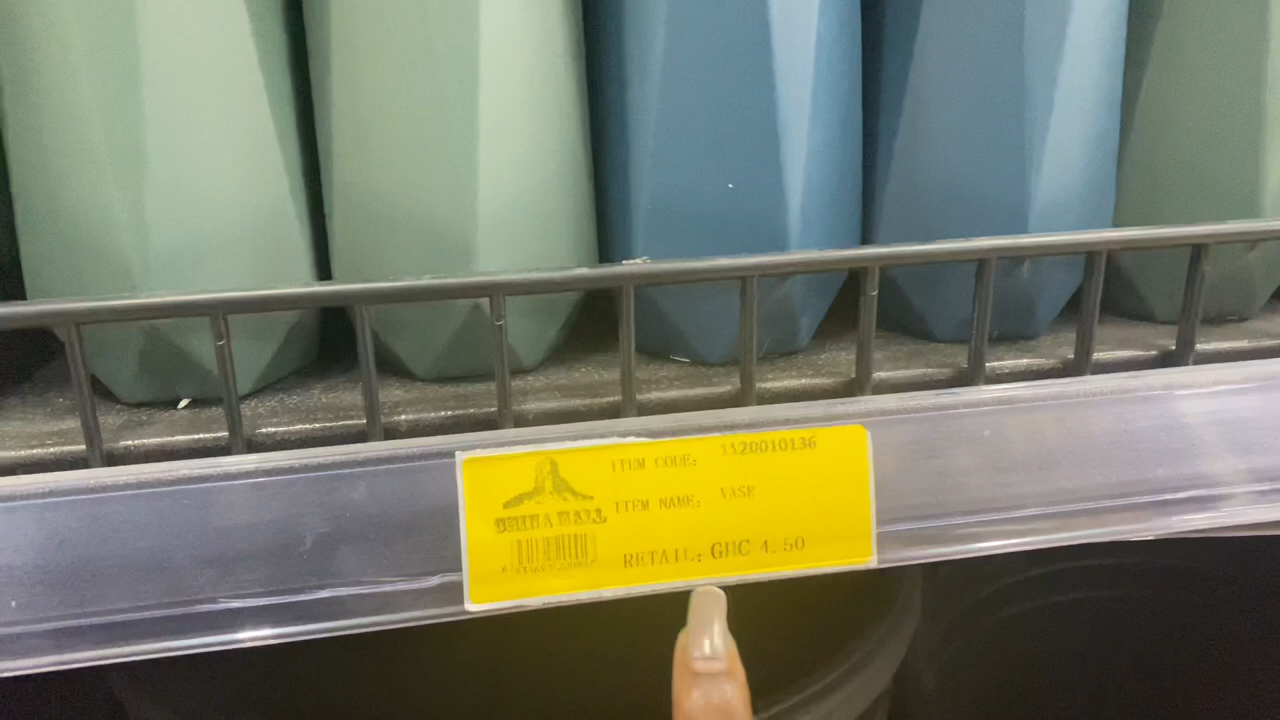 ITEM CODE: 1120010136
ITEM NAME: VASE
CHINA MALL
RETAIL: GHC 4.50